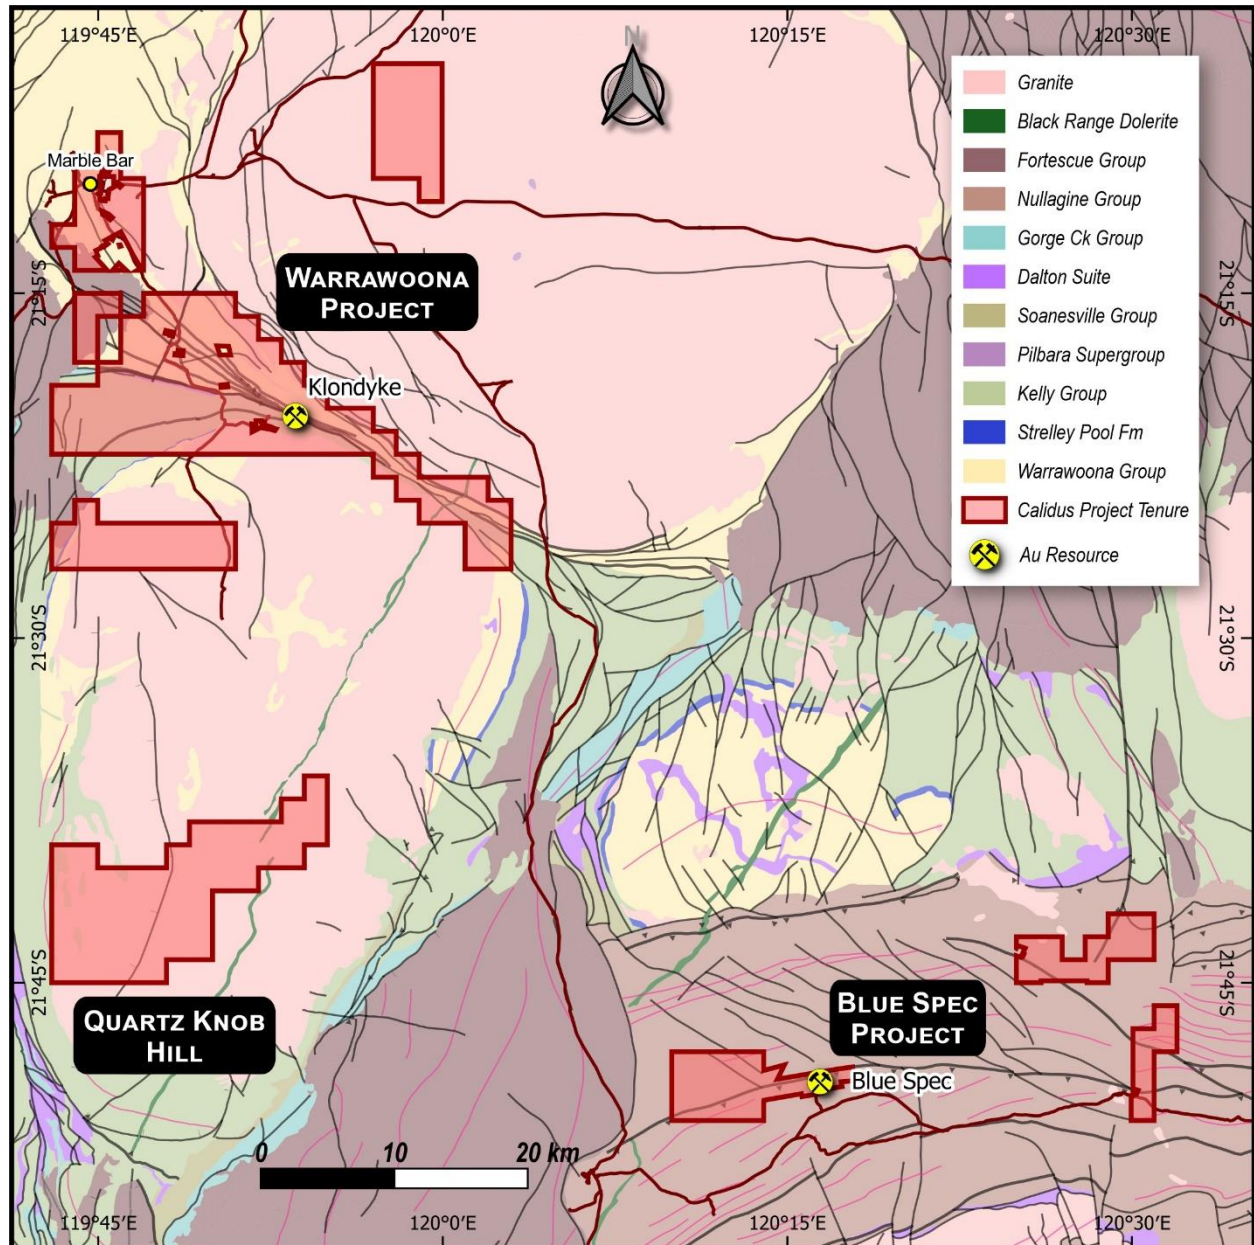 119°45'E
120°0'E
120°15'E
120°30'E
N
Granite
Black Range Dolerite
Fortescue Group
Nullagine Group
Gorge Ck Group
Dalton Suite
Soanesville Group
Pilbara Supergroup
Kelly Group
Strelley Pool Fm
Warrawoona Group
Calidus Project Tenure
Au Resource
Marble Bar
21°15'S
21°15'S
WARRAWOONA
PROJECT
Klondyke
21°30'S
21°30'S
21°45'S
21°45'S
QUARTZ KNOB
HILL
BLUE SPEC
PROJECT
Blue Spec
0 10 20 km
119°45'E
120°0'E
120°15'E
120°30'E